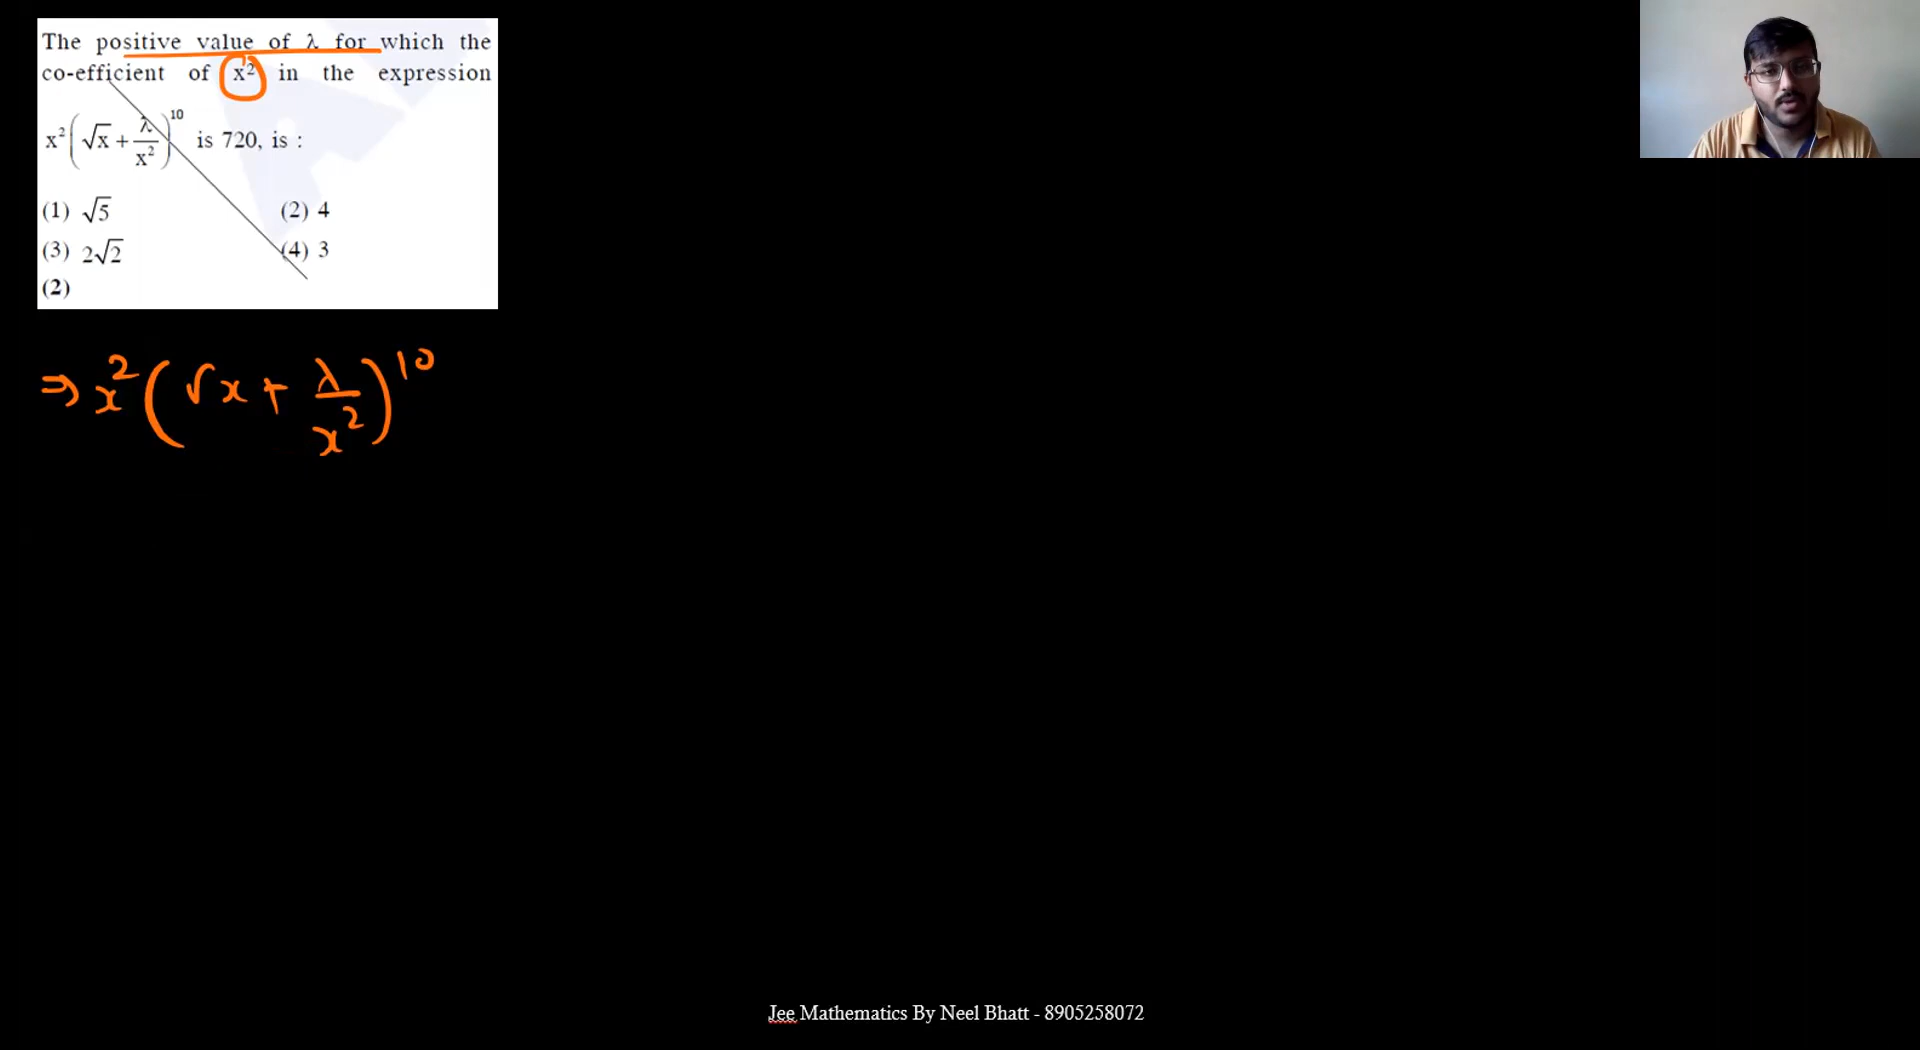 The positive value of λ for which the
co-efficient of x² in the expression
x²(√x + λ/x²)¹⁰ is 720, is :
(1) √5 (2) 4
(3) 2√2 (4) 3
(2)
⇒ x²(√x + λ/x²)¹⁰
Jee Mathematics By Neel Bhatt - 8905258072